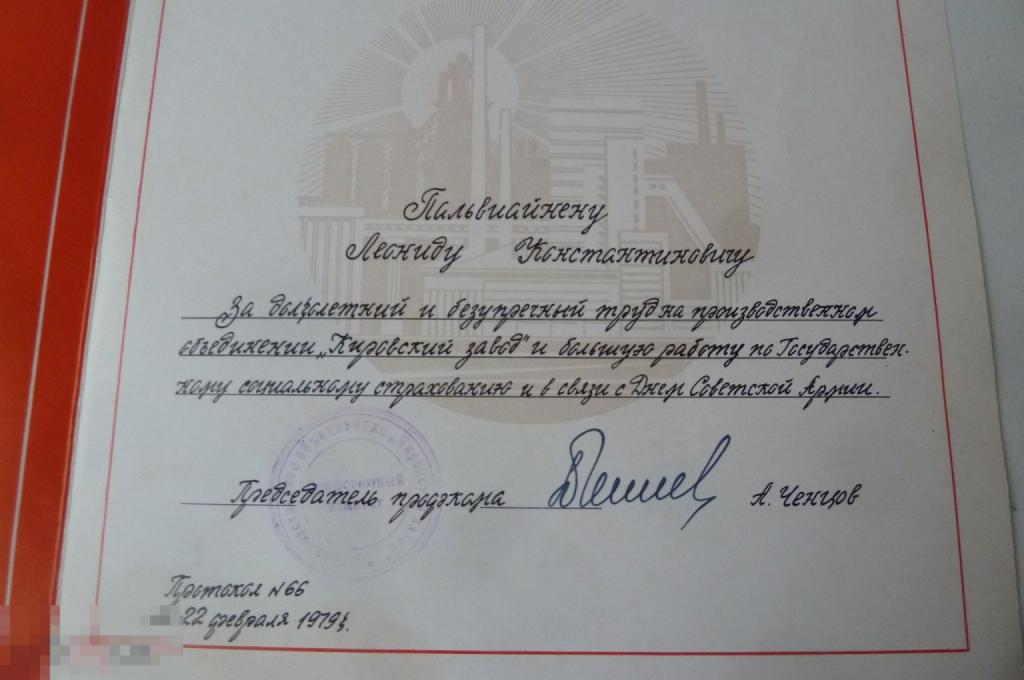 Пальвиайнену
Леониду Константиновичу
За долголетний и безупречный труд на производственном
объединении „Кировский завод" и большую работу по Государствен-
ному социальному страхованию и в связи с Днем Советской Армии.
Председатель профкома А. Ченцов
Протокол №66
22 февраля 1979г.